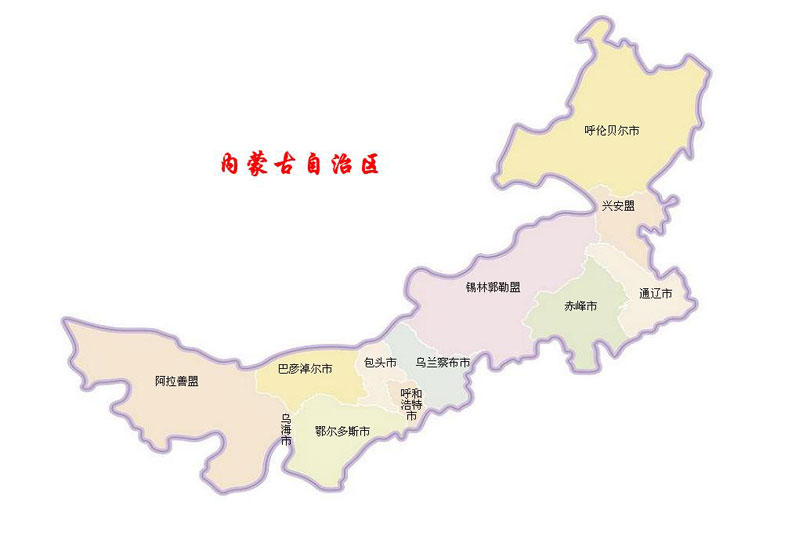 呼伦贝尔市
内蒙古自治区
兴安盟
锡林郭勒盟
通辽市
赤峰市
巴彦淖尔市
包头市
乌兰察布市
阿拉善盟
呼和
浩特
市
乌海市
鄂尔多斯市